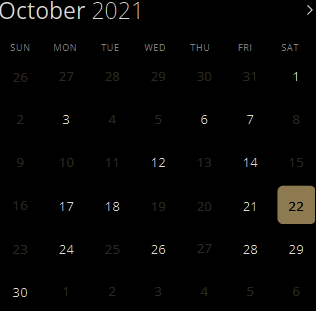 October 2021
SUN MON TUE WED THU FRI SAT
26 27 28 29 30 31 1
2 3 4 5 6 7 8
9 10 11 12 13 14 15
16 17 18 19 20 21 22
23 24 25 26 27 28 29
30 1 2 3 4 5 6